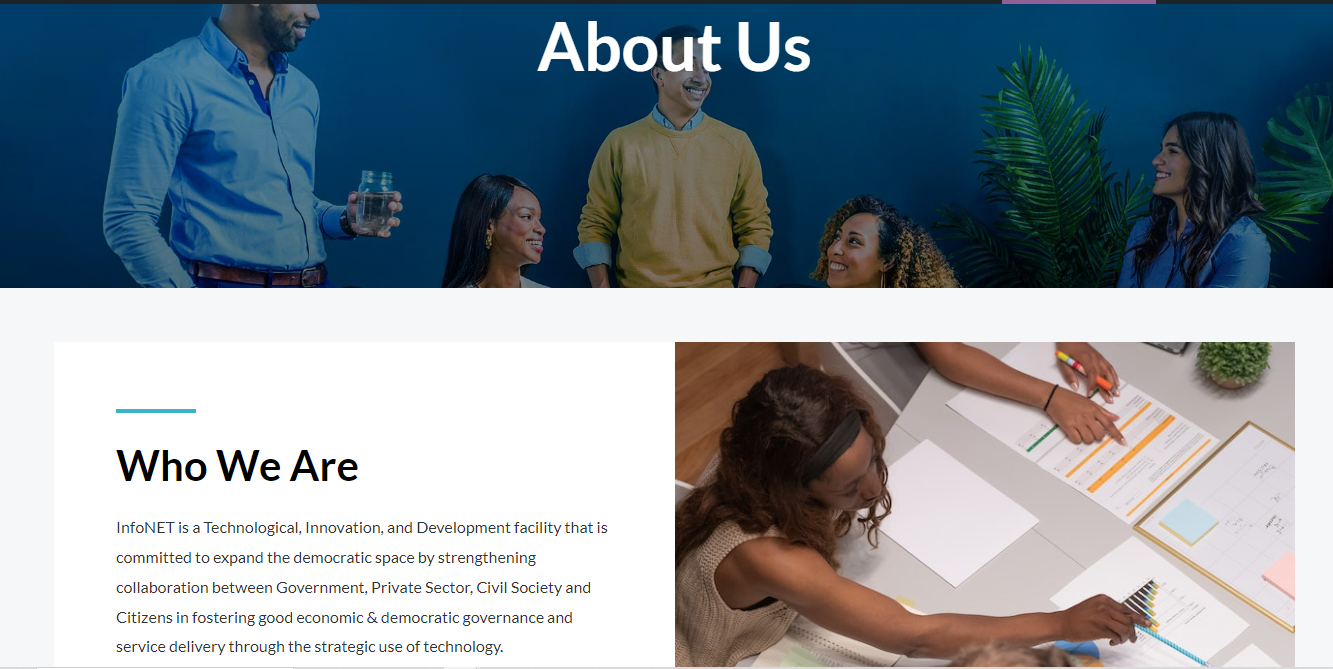 About Us
Who We Are
InfoNET is a Technological, Innovation, and Development facility that is
committed to expand the democratic space by strengthening
collaboration between Government, Private Sector, Civil Society and
Citizens in fostering good economic & democratic governance and
service delivery through the strategic use of technology.